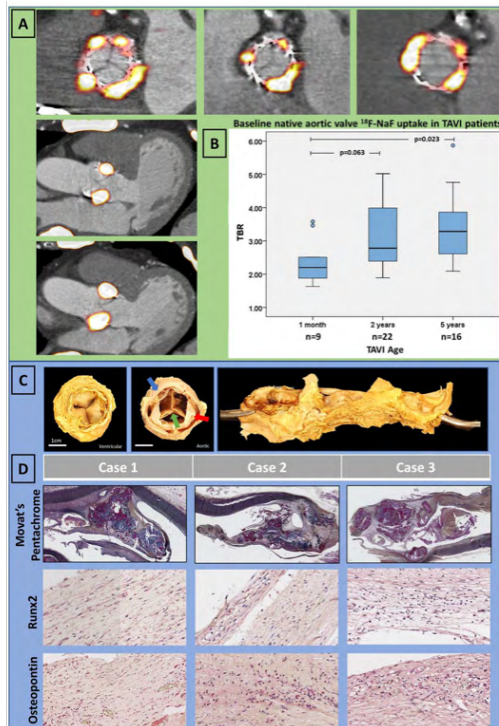 A
Baseline native aortic valve ¹⁸F-NaF uptake in TAVI patients
B
p=0.023
p=0.063
6.00
5.00
4.00
3.00
2.00
1.00
TBR
1 month
2 years
5 years
n=9
n=22
n=16
TAVI Age
C
1cm
Ventricular
Aortic
D
Case 1
Case 2
Case 3
Movat's
Pentachrome
Runx2
Osteopontin